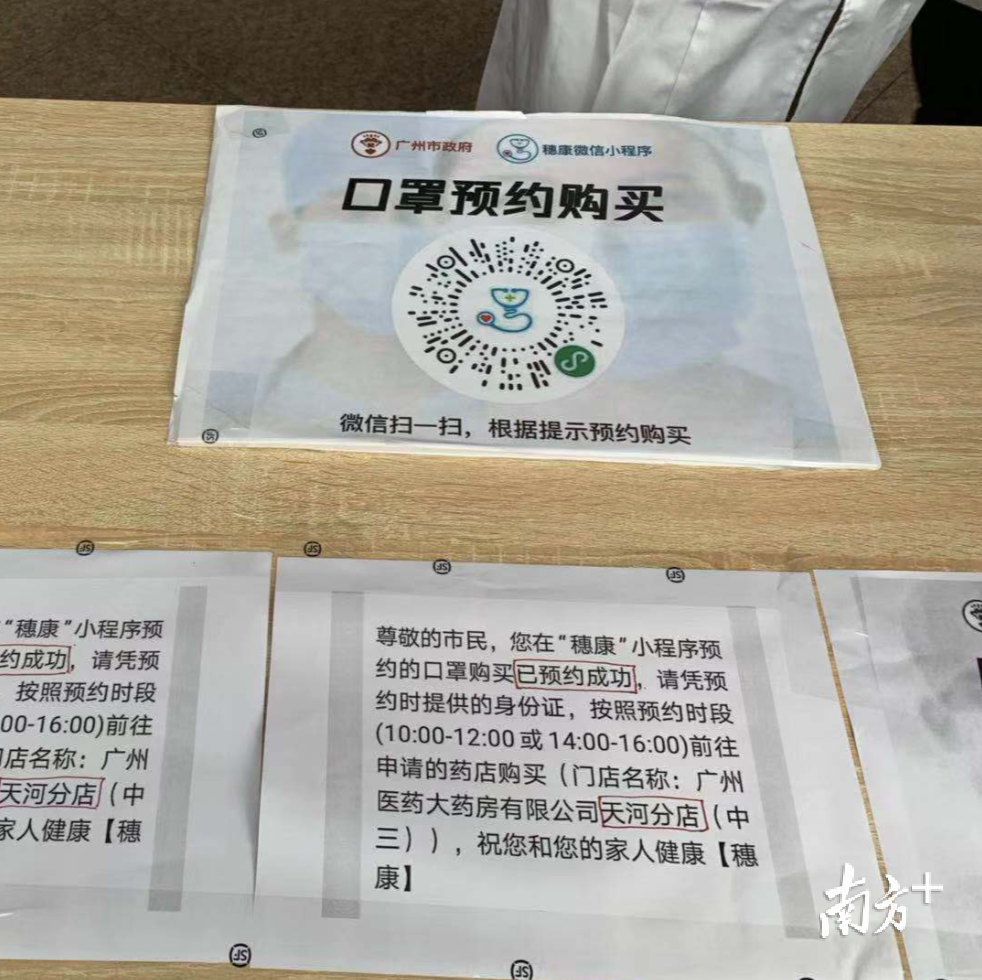 广州市政府 穗康微信小程序
口罩预约购买
微信扫一扫，根据提示预约购买
“穗康”小程序预
约成功，请凭预
按照预约时段
00-16:00)前往
店名称：广州
天河分店（中
家人健康【穗
尊敬的市民，您在“穗康”小程序预
约的口罩购买已预约成功，请凭预
约时提供的身份证，按照预约时段
(10:00-12:00或14:00-16:00)前往
申请的药店购买（门店名称：广州
医药大药房有限公司天河分店（中
三）），祝您和您的家人健康【穗
康】
SF
SF
SF
SF
SF
SF
南方+